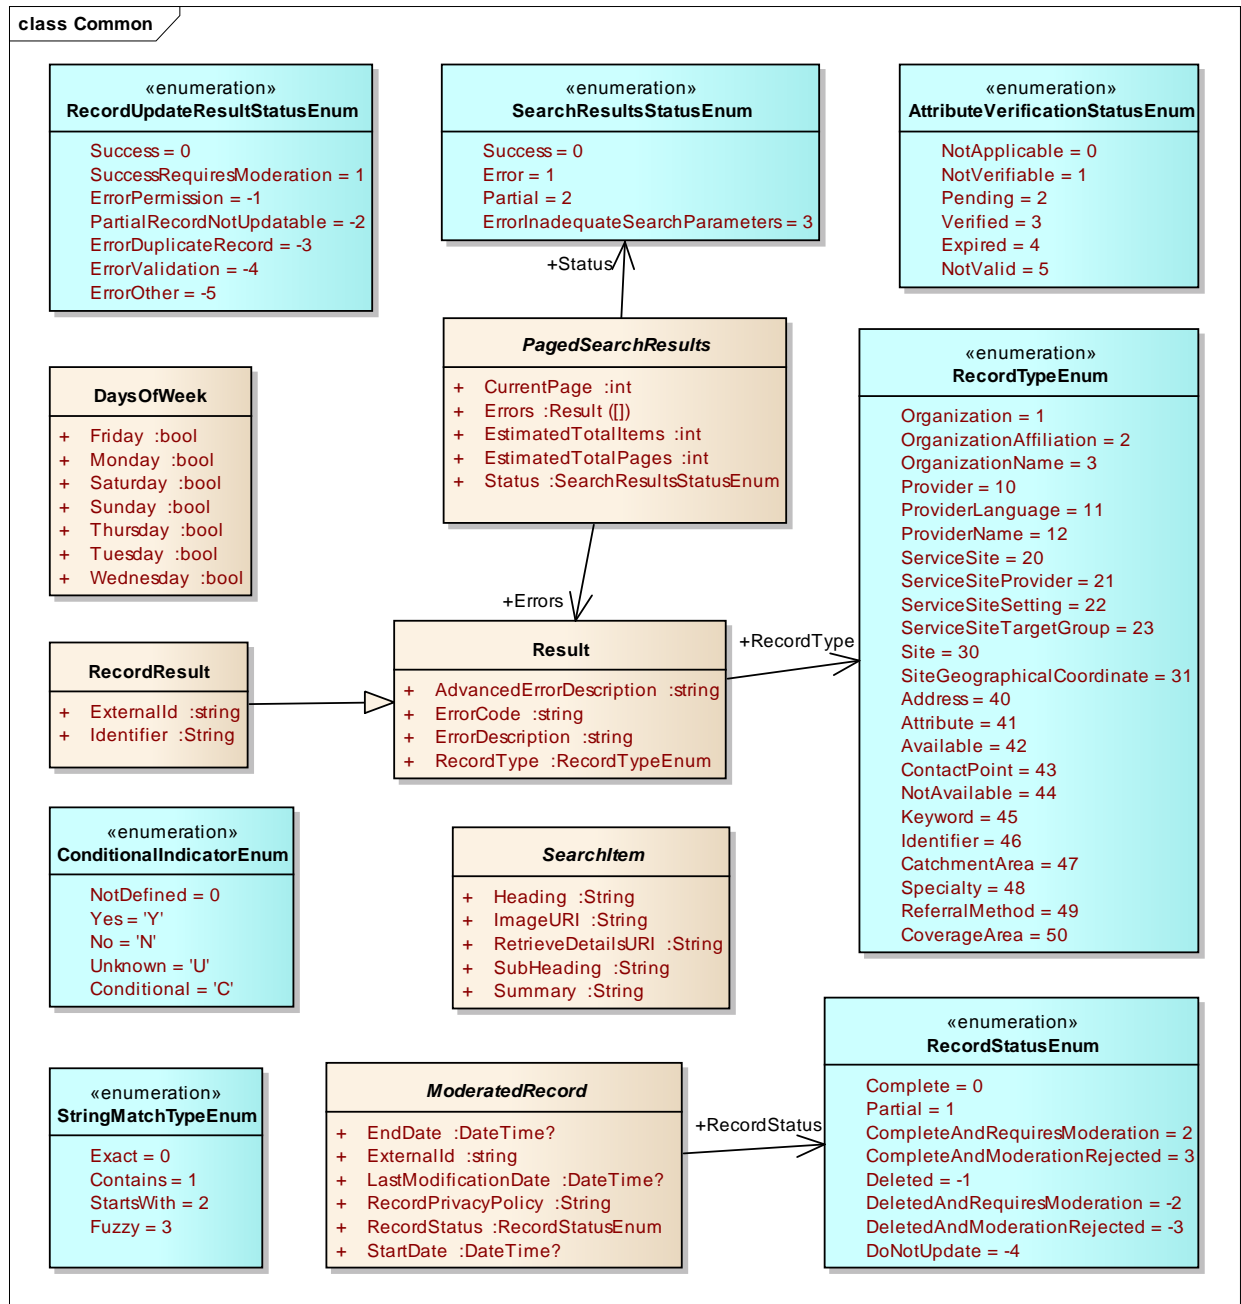 class Common
«enumeration»
RecordUpdateResultStatusEnum
Success = 0
SuccessRequiresModeration = 1
ErrorPermission = -1
PartialRecordNotUpdatable = -2
ErrorDuplicateRecord = -3
ErrorValidation = -4
ErrorOther = -5
«enumeration»
SearchResultsStatusEnum
Success = 0
Error = 1
Partial = 2
ErrorInadequateSearchParameters = 3
«enumeration»
AttributeVerificationStatusEnum
NotApplicable = 0
NotVerifiable = 1
Pending = 2
Verified = 3
Expired = 4
NotValid = 5
+Status
PagedSearchResults
+ CurrentPage :int
+ Errors :Result ([])
+ EstimatedTotalItems :int
+ EstimatedTotalPages :int
+ Status :SearchResultsStatusEnum
DaysOfWeek
+ Friday :bool
+ Monday :bool
+ Saturday :bool
+ Sunday :bool
+ Thursday :bool
+ Tuesday :bool
+ Wednesday :bool
«enumeration»
RecordTypeEnum
Organization = 1
OrganizationAffiliation = 2
OrganizationName = 3
Provider = 10
ProviderLanguage = 11
ProviderName = 12
ServiceSite = 20
ServiceSiteProvider = 21
ServiceSiteSetting = 22
ServiceSiteTargetGroup = 23
Site = 30
SiteGeographicalCoordinate = 31
Address = 40
Attribute = 41
Available = 42
ContactPoint = 43
NotAvailable = 44
Keyword = 45
Identifier = 46
CatchmentArea = 47
Specialty = 48
ReferralMethod = 49
CoverageArea = 50
+Errors
+RecordType
RecordResult
+ ExternalId :string
+ Identifier :String
Result
+ AdvancedErrorDescription :string
+ ErrorCode :string
+ ErrorDescription :string
+ RecordType :RecordTypeEnum
«enumeration»
ConditionalIndicatorEnum
NotDefined = 0
Yes = 'Y'
No = 'N'
Unknown = 'U'
Conditional = 'C'
SearchItem
+ Heading :String
+ ImageURI :String
+ RetrieveDetailsURI :String
+ SubHeading :String
+ Summary :String
«enumeration»
StringMatchTypeEnum
Exact = 0
Contains = 1
StartsWith = 2
Fuzzy = 3
ModeratedRecord
+ EndDate :DateTime?
+ ExternalId :string
+ LastModificationDate :DateTime?
+ RecordPrivacyPolicy :String
+ RecordStatus :RecordStatusEnum
+ StartDate :DateTime?
+RecordStatus
«enumeration»
RecordStatusEnum
Complete = 0
Partial = 1
CompleteAndRequiresModeration = 2
CompleteAndModerationRejected = 3
Deleted = -1
DeletedAndRequiresModeration = -2
DeletedAndModerationRejected = -3
DoNotUpdate = -4